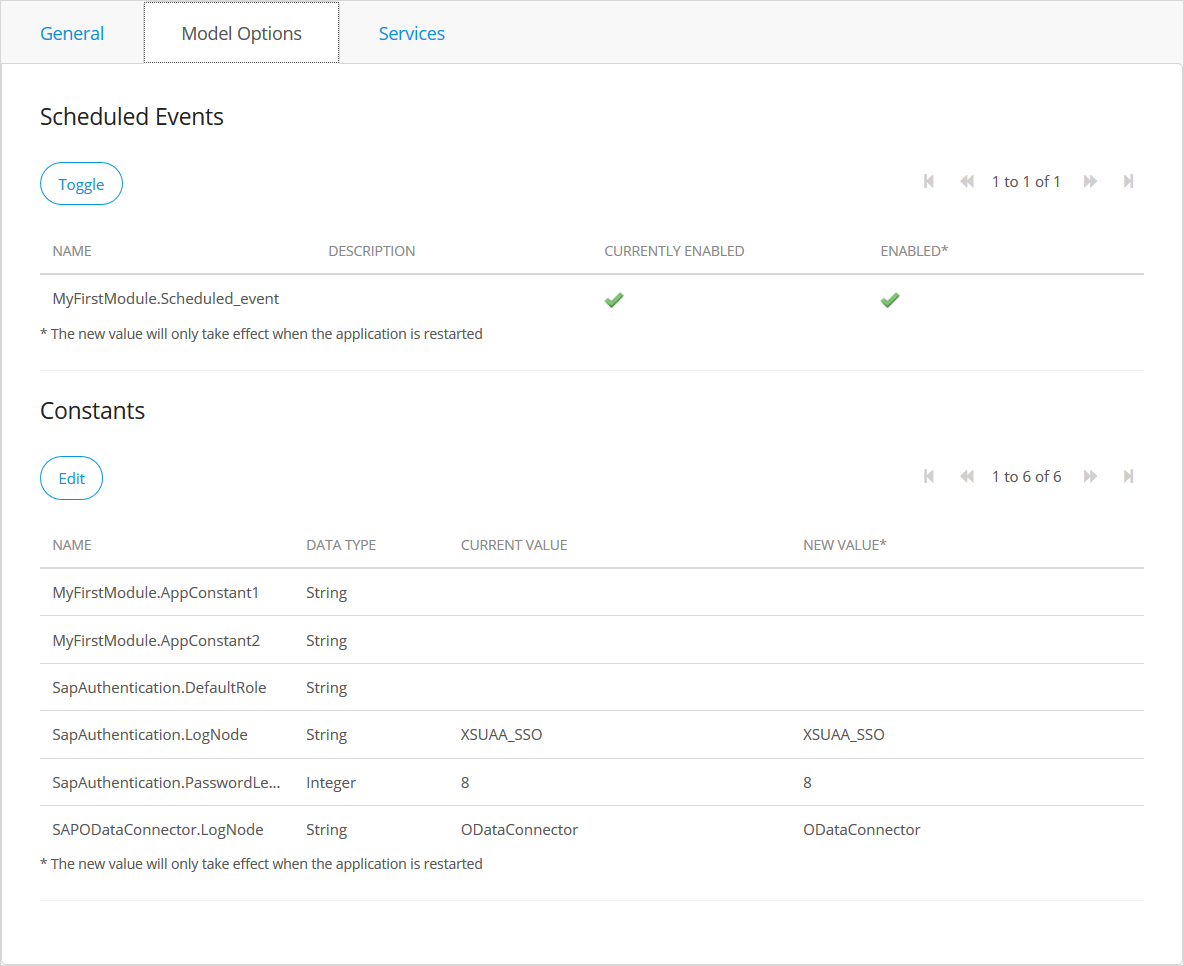 General Model Options Services
Scheduled Events
Toggle 1 to 1 of 1
NAME DESCRIPTION CURRENTLY ENABLED ENABLED*
MyFirstModule.Scheduled_event
* The new value will only take effect when the application is restarted
Constants
Edit 1 to 6 of 6
NAME DATA TYPE CURRENT VALUE NEW VALUE*
MyFirstModule.AppConstant1 String
MyFirstModule.AppConstant2 String
SapAuthentication.DefaultRole String
SapAuthentication.LogNode String XSUAA_SSO XSUAA_SSO
SapAuthentication.PasswordLe... Integer 8 8
SAPODataConnector.LogNode String ODataConnector ODataConnector
* The new value will only take effect when the application is restarted